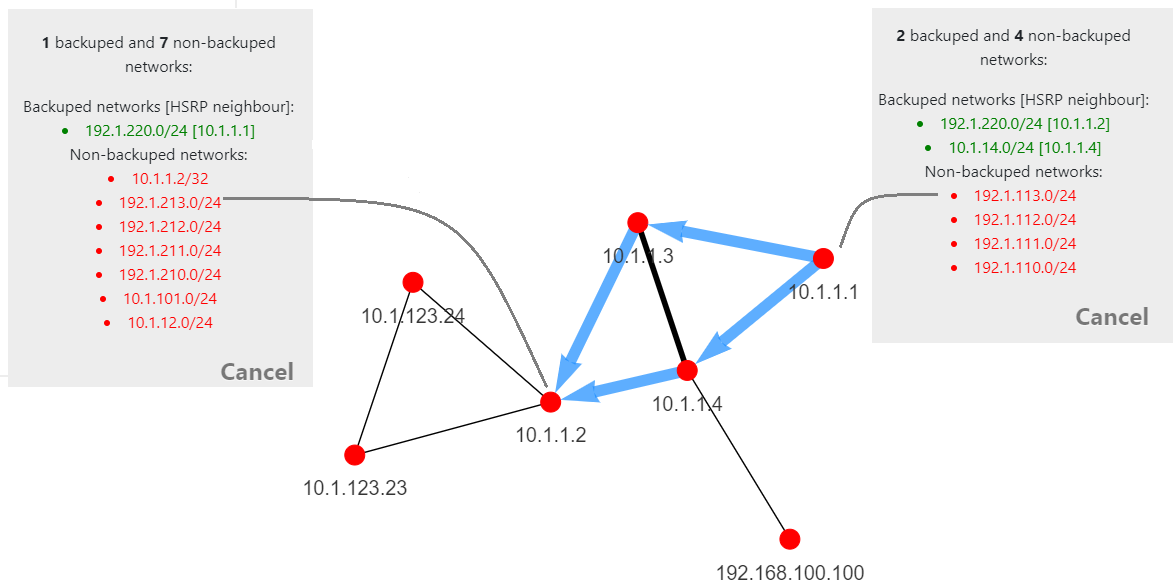 1 backuped and 7 non-backuped
networks:
Backuped networks [HSRP neighbour]:
192.1.220.0/24 [10.1.1.1]
Non-backuped networks:
10.1.1.2/32
192.1.213.0/24
192.1.212.0/24
192.1.211.0/24
192.1.210.0/24
10.1.101.0/24
10.1.12.0/24
Cancel
2 backuped and 4 non-backuped
networks:
Backuped networks [HSRP neighbour]:
192.1.220.0/24 [10.1.1.2]
10.1.14.0/24 [10.1.1.4]
Non-backuped networks:
192.1.113.0/24
192.1.112.0/24
192.1.111.0/24
192.1.110.0/24
Cancel
10.1.1.3
10.1.1.1
10.1.123.24
10.1.1.4
10.1.1.2
10.1.123.23
192.168.100.100